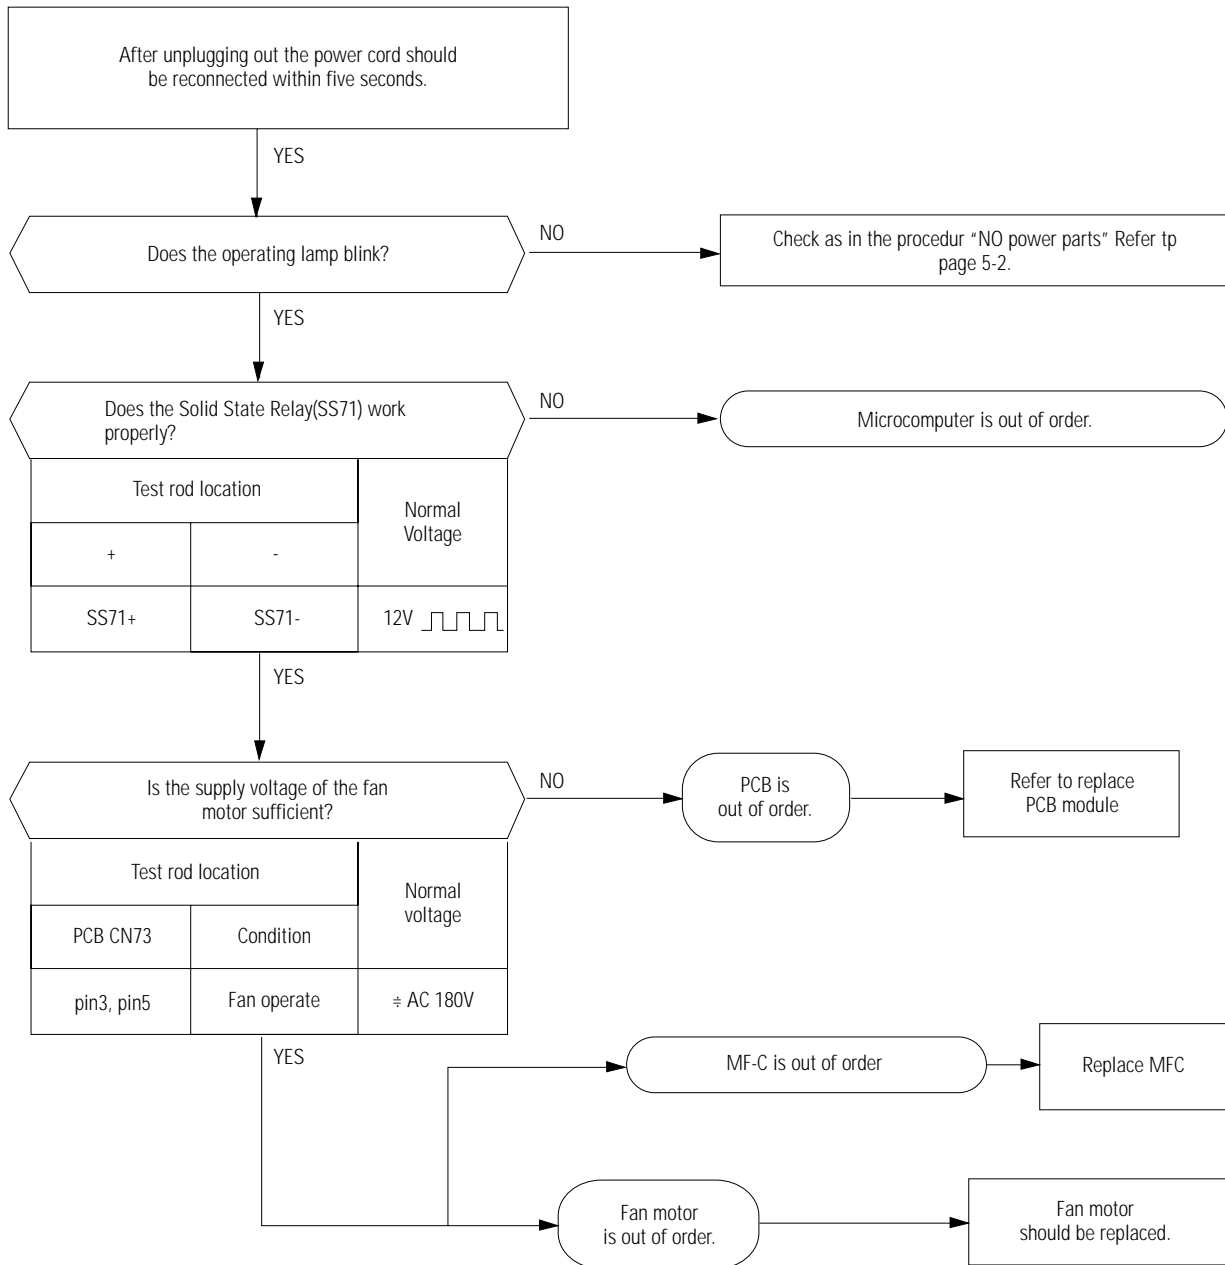 After unplugging out the power cord should
be reconnected within five seconds.
YES
Does the operating lamp blink?
NO
Check as in the procedur “NO power parts” Refer tp
page 5-2.
YES
Does the Solid State Relay(SS71) work
properly?
NO
Microcomputer is out of order.
Test rod location
Normal
Voltage
+
-
SS71+
SS71-
12V
YES
Is the supply voltage of the fan
motor sufficient?
NO
PCB is
out of order.
Refer to replace
PCB module
Test rod location
Normal
voltage
PCB CN73
Condition
pin3, pin5
Fan operate
÷ AC 180V
YES
MF-C is out of order
Replace MFC
Fan motor
is out of order.
Fan motor
should be replaced.